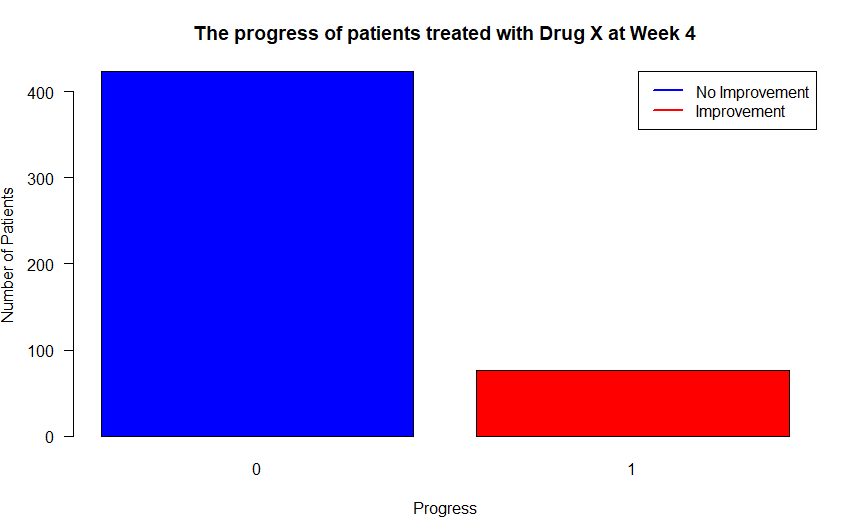 The progress of patients treated with Drug X at Week 4
No Improvement
Improvement
400
300
200
100
0
Number of Patients
0 1
Progress